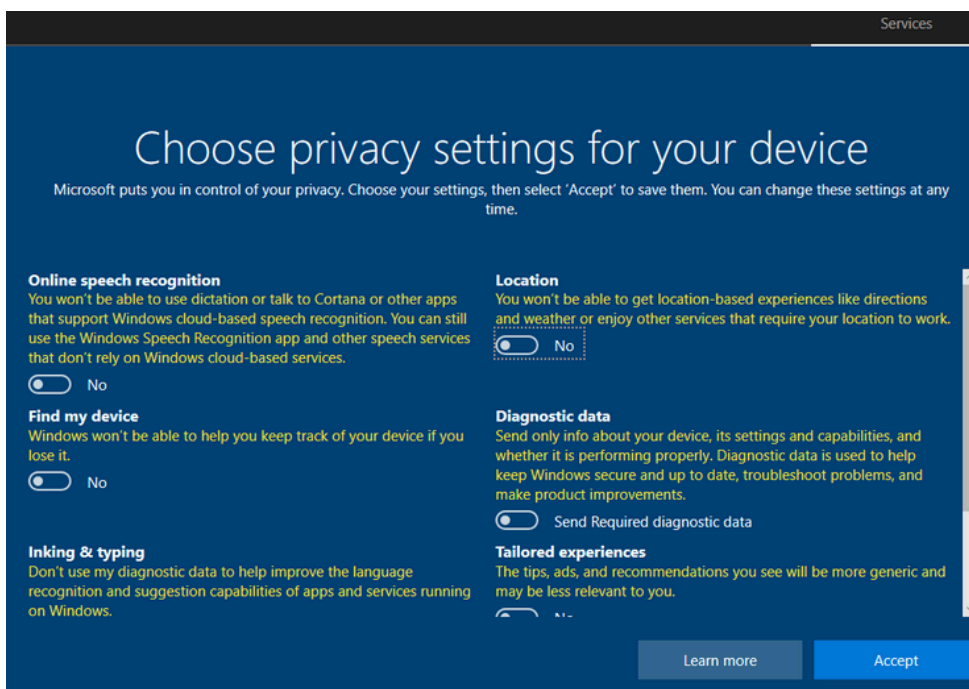 Services
Choose privacy settings for your device
Microsoft puts you in control of your privacy. Choose your settings, then select 'Accept' to save them. You can change these settings at any
time.
Online speech recognition
You won't be able to use dictation or talk to Cortana or other apps
that support Windows cloud-based speech recognition. You can still
use the Windows Speech Recognition app and other speech services
that don't rely on Windows cloud-based services.
No
Location
You won't be able to get location-based experiences like directions
and weather or enjoy other services that require your location to work.
No
Find my device
Windows won't be able to help you keep track of your device if you
lose it.
No
Diagnostic data
Send only info about your device, its settings and capabilities, and
whether it is performing properly. Diagnostic data is used to help
keep Windows secure and up to date, troubleshoot problems, and
make product improvements.
Send Required diagnostic data
Inking & typing
Don't use my diagnostic data to help improve the language
recognition and suggestion capabilities of apps and services running
on Windows.
Tailored experiences
The tips, ads, and recommendations you see will be more generic and
may be less relevant to you.
Learn more
Accept